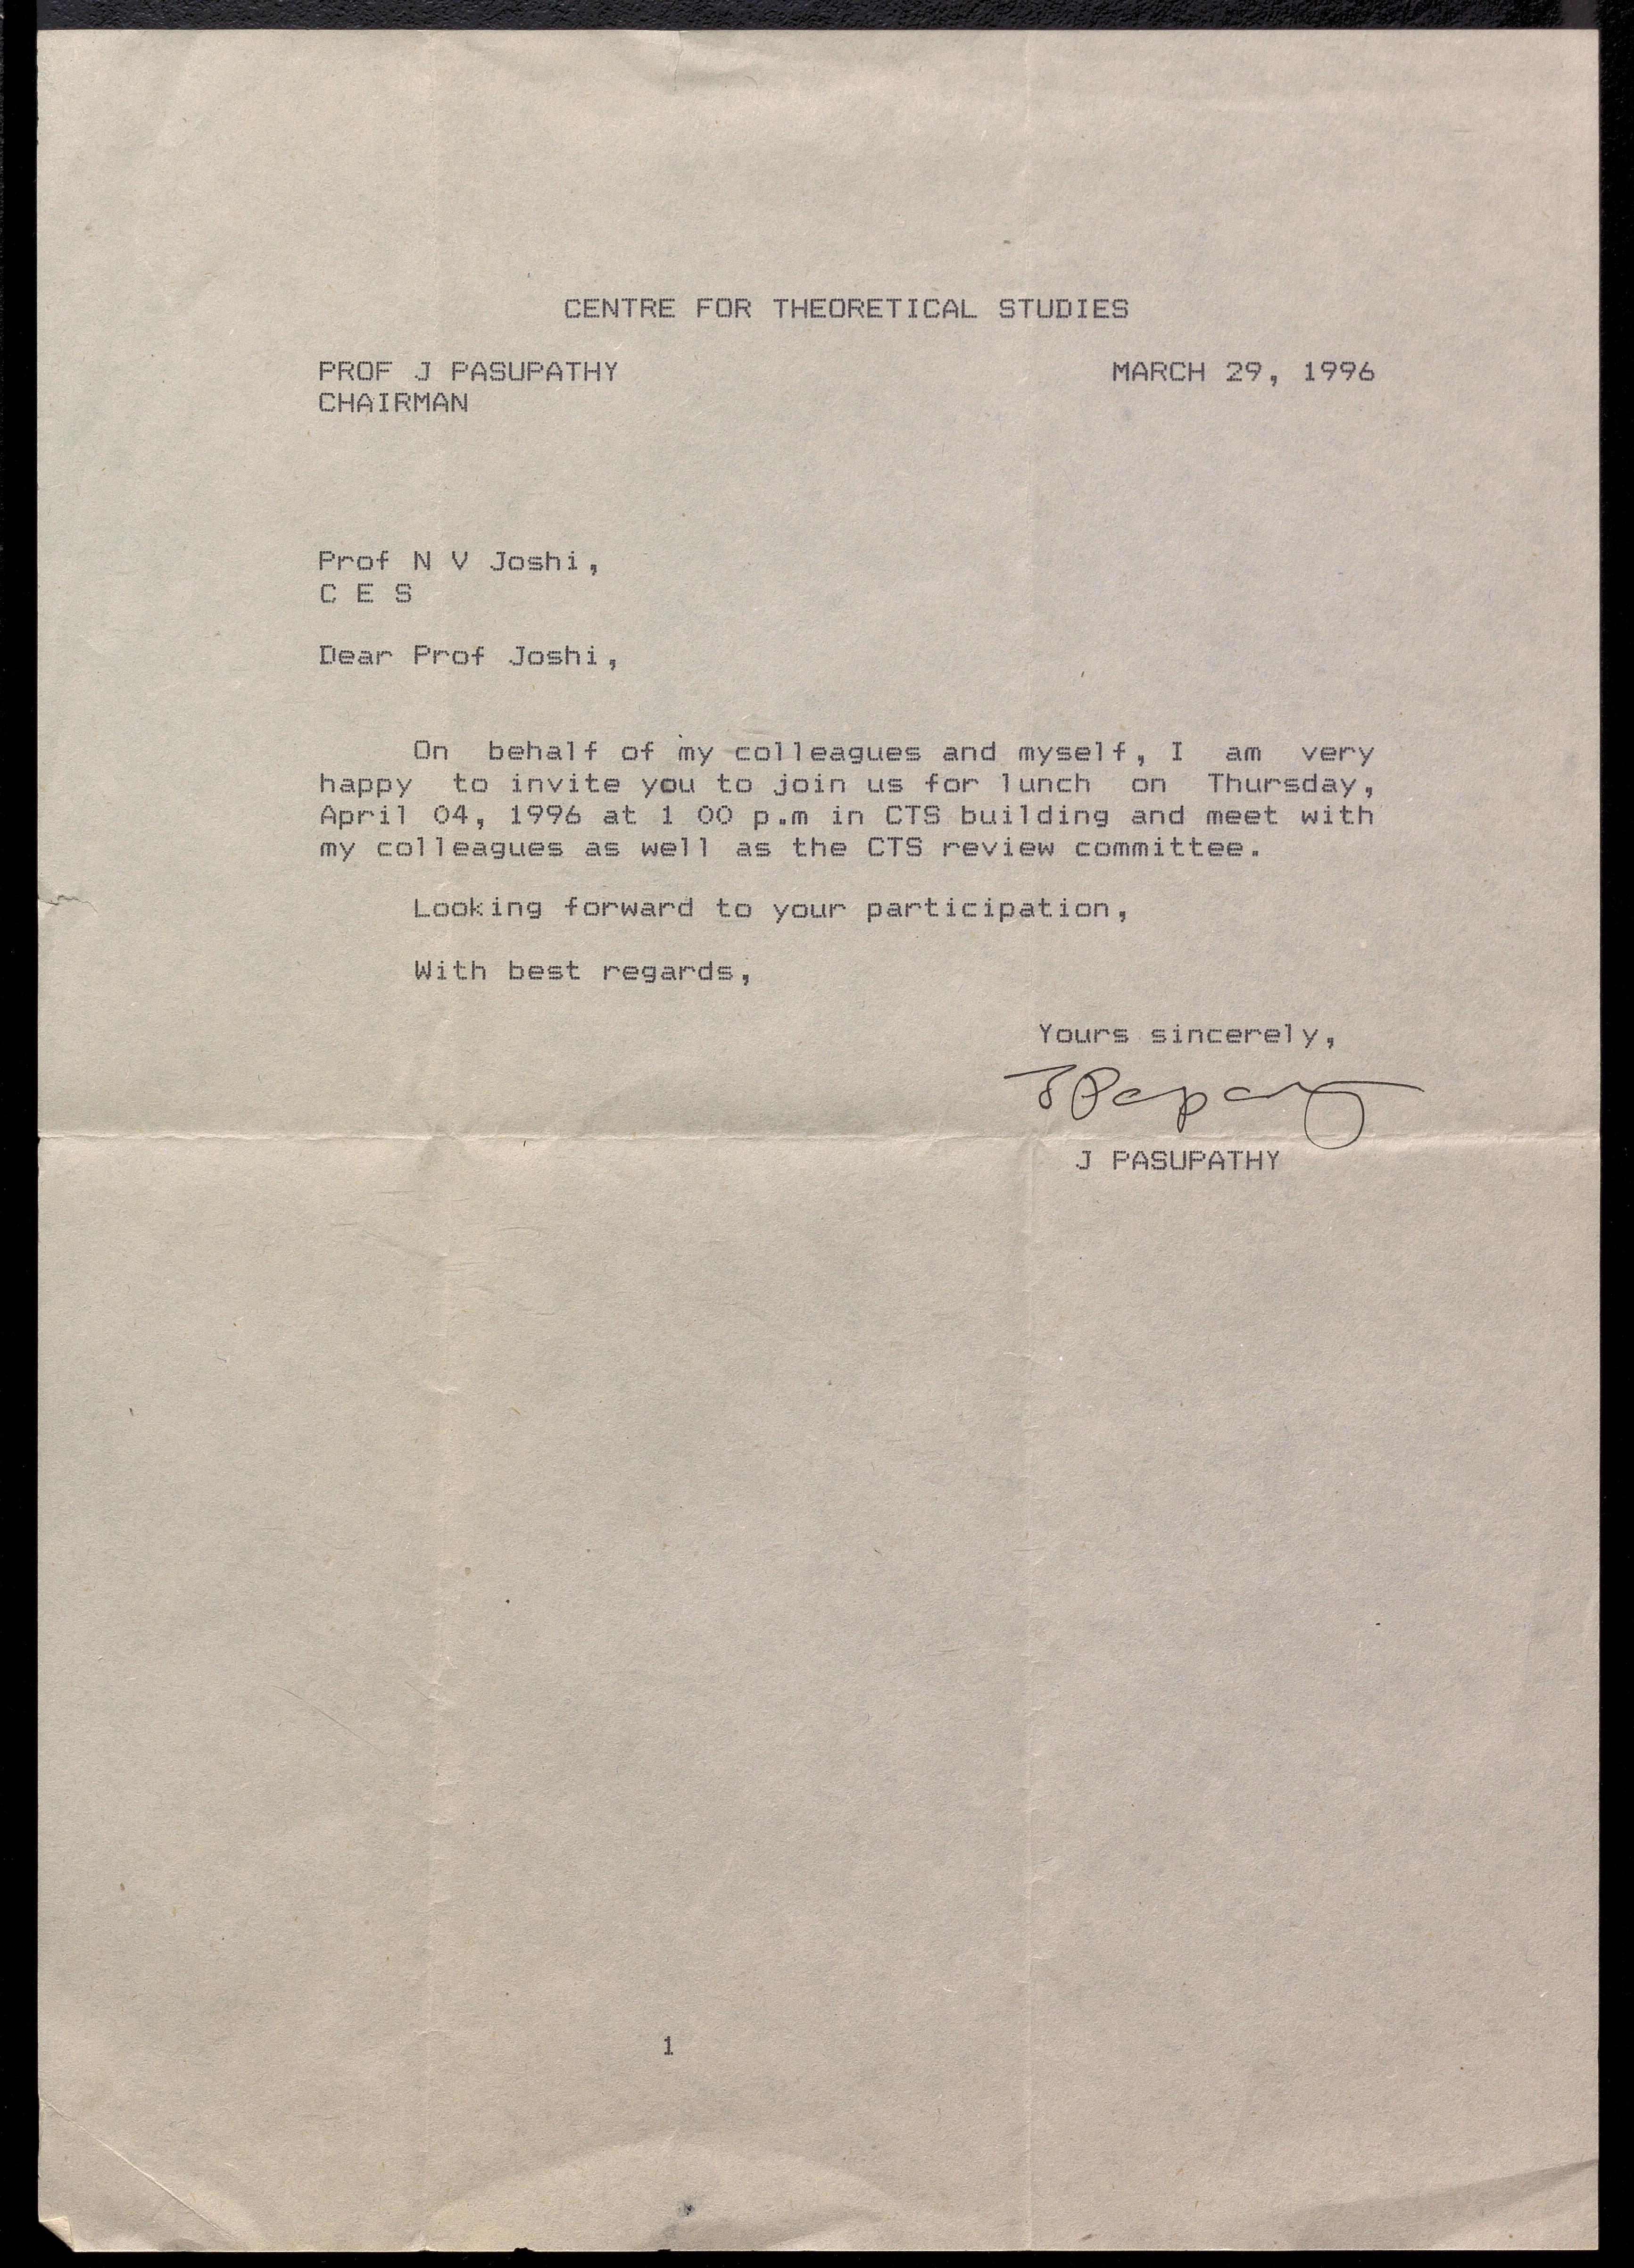 CENTRE FOR THEORETICAL STUDIES
PROF J PASUPATHY MARCH 29, 1996
CHAIRMAN
Prof N V Joshi,
C E S
Dear Prof Joshi,
On behalf of my colleagues and myself, I am very
happy to invite you to join us for lunch on Thursday,
April 04, 1996 at 1 00 p.m in CTS building and meet with
my colleagues as well as the CTS review committee.
Looking forward to your participation,
With best regards,
Yours sincerely,
J PASUPATHY
1